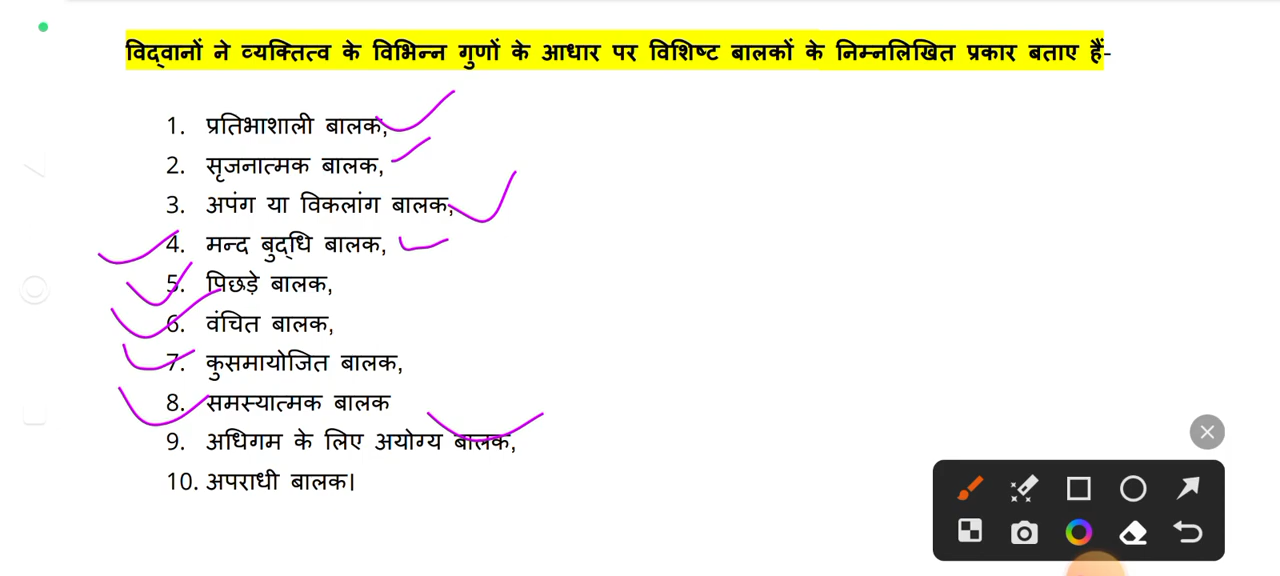 विद्वानों ने व्यक्तित्व के विभिन्न गुणों के आधार पर विशिष्ट बालकों के निम्नलिखित प्रकार बताए हैं-
1. प्रतिभाशाली बालक,
2. सृजनात्मक बालक,
3. अपंग या विकलांग बालक,
4. मन्द बुद्धि बालक,
5. पिछड़े बालक,
6. वंचित बालक,
7. कुसमायोजित बालक,
8. समस्यात्मक बालक
9. अधिगम के लिए अयोग्य बालक,
10. अपराधी बालक।